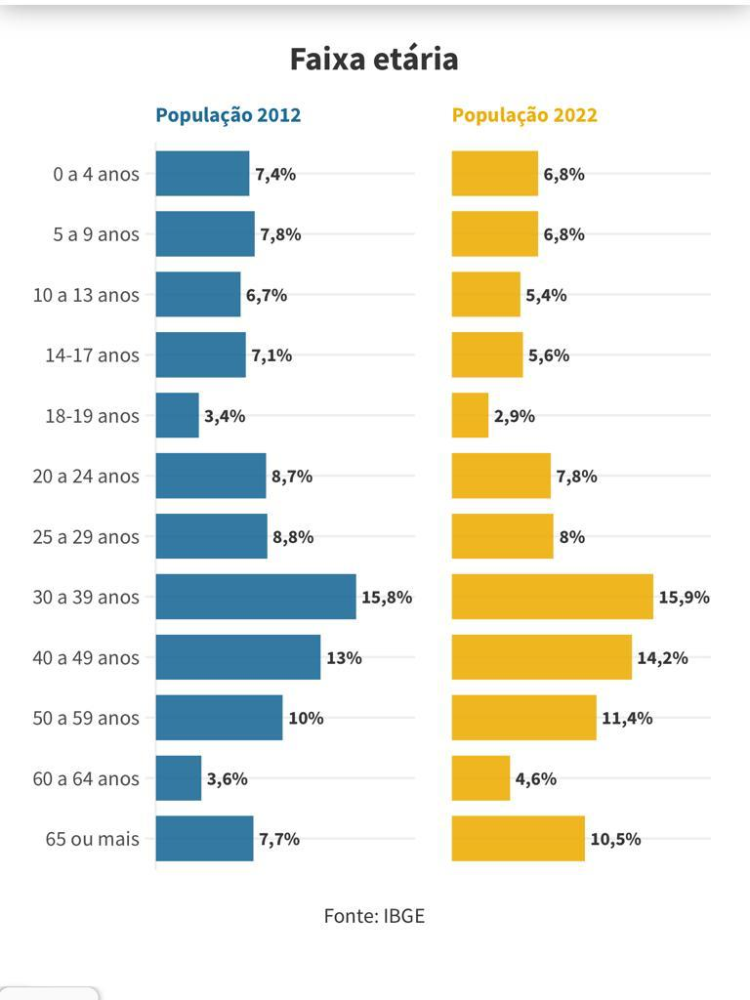 Faixa etária
População 2012 População 2022
0 a 4 anos 7,4% 6,8%
5 a 9 anos 7,8% 6,8%
10 a 13 anos 6,7% 5,4%
14-17 anos 7,1% 5,6%
18-19 anos 3,4% 2,9%
20 a 24 anos 8,7% 7,8%
25 a 29 anos 8,8% 8%
30 a 39 anos 15,8% 15,9%
40 a 49 anos 13% 14,2%
50 a 59 anos 10% 11,4%
60 a 64 anos 3,6% 4,6%
65 ou mais 7,7% 10,5%
Fonte: IBGE